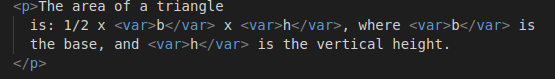 <p>The area of a triangle
is: 1/2 x <var>b</var> x <var>h</var>, where <var>b</var> is
the base, and <var>h</var> is the vertical height.
</p>